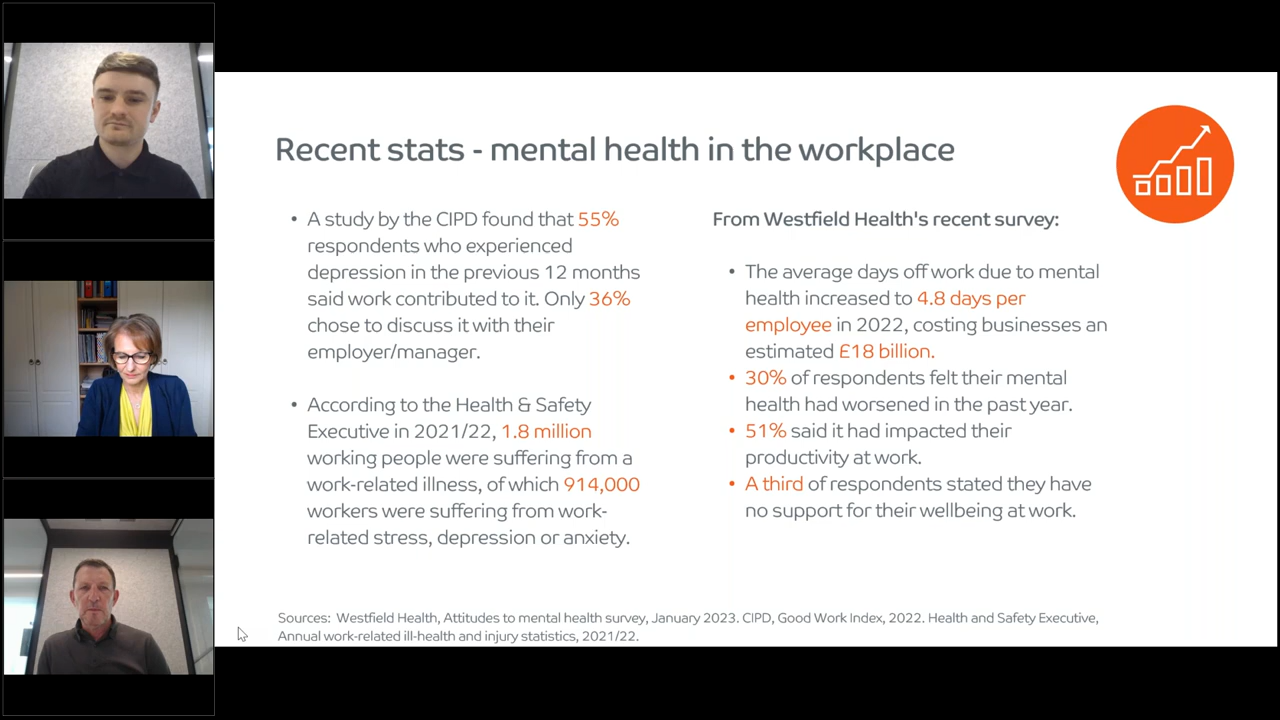 Recent stats - mental health in the workplace
• A study by the CIPD found that 55%
respondents who experienced
depression in the previous 12 months
said work contributed to it. Only 36%
chose to discuss it with their
employer/manager.
• According to the Health & Safety
Executive in 2021/22, 1.8 million
working people were suffering from a
work-related illness, of which 914,000
workers were suffering from work-
related stress, depression or anxiety.
From Westfield Health's recent survey:
• The average days off work due to mental
health increased to 4.8 days per
employee in 2022, costing businesses an
estimated £18 billion.
• 30% of respondents felt their mental
health had worsened in the past year.
• 51% said it had impacted their
productivity at work.
• A third of respondents stated they have
no support for their wellbeing at work.
Sources: Westfield Health, Attitudes to mental health survey, January 2023. CIPD, Good Work Index, 2022. Health and Safety Executive,
Annual work-related ill-health and injury statistics, 2021/22.